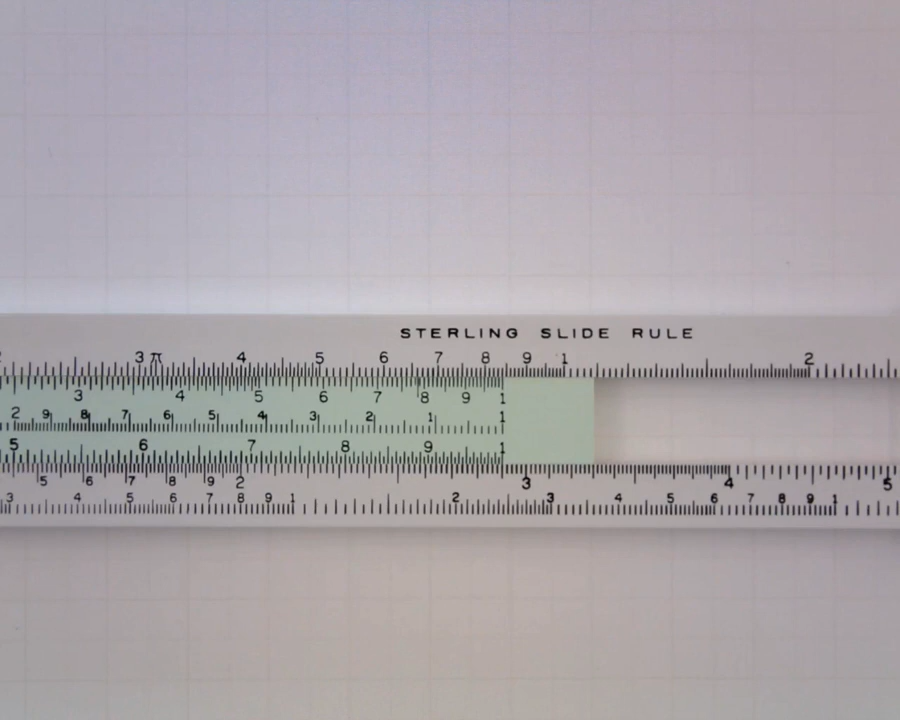 STERLING SLIDE RULE
3 π 4 5 6 7 8 9 1 2
3 4 5 6 7 8 9 1
2 9 8 7 6 5 4 3 2 1 1
5 6 7 8 9 1
5 6 7 8 9 2 3 4 5
3 4 5 6 7 8 9 1 2 3 4 5 6 7 8 9 1